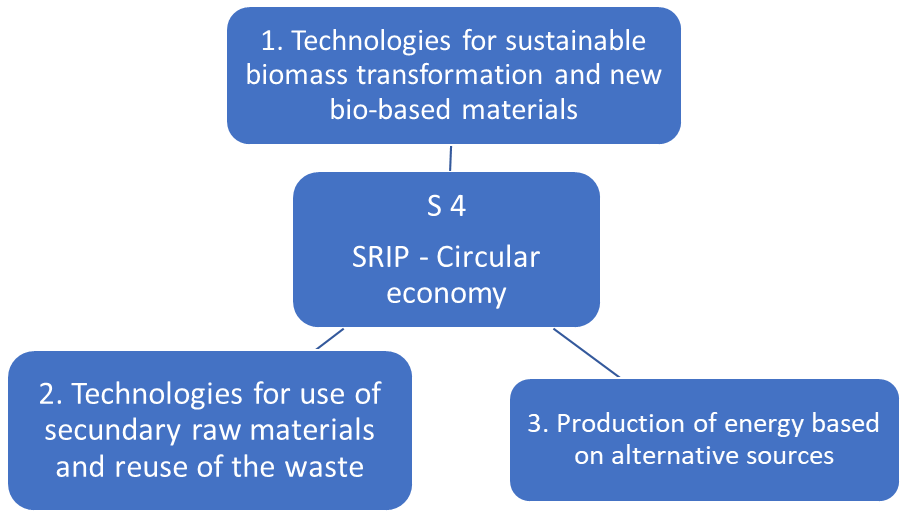 1. Technologies for sustainable
biomass transformation and new
bio-based materials
S 4
SRIP - Circular
economy
2. Technologies for use of
secundary raw materials
and reuse of the waste
3. Production of energy based
on alternative sources